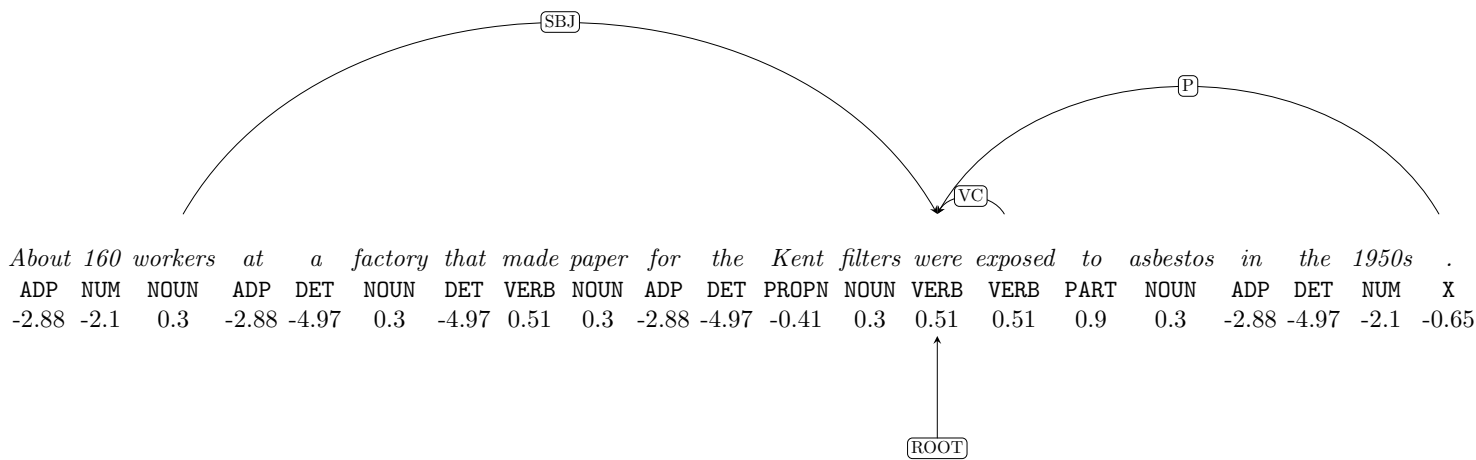 SBJ
P
VC
About 160 workers at a factory that made paper for the Kent filters were exposed to asbestos in the 1950s .
ADP NUM NOUN ADP DET NOUN DET VERB NOUN ADP DET PROPN NOUN VERB VERB PART NOUN ADP DET NUM X
-2.88 -2.1 0.3 -2.88 -4.97 0.3 -4.97 0.51 0.3 -2.88 -4.97 -0.41 0.3 0.51 0.51 0.9 0.3 -2.88 -4.97 -2.1 -0.65
ROOT